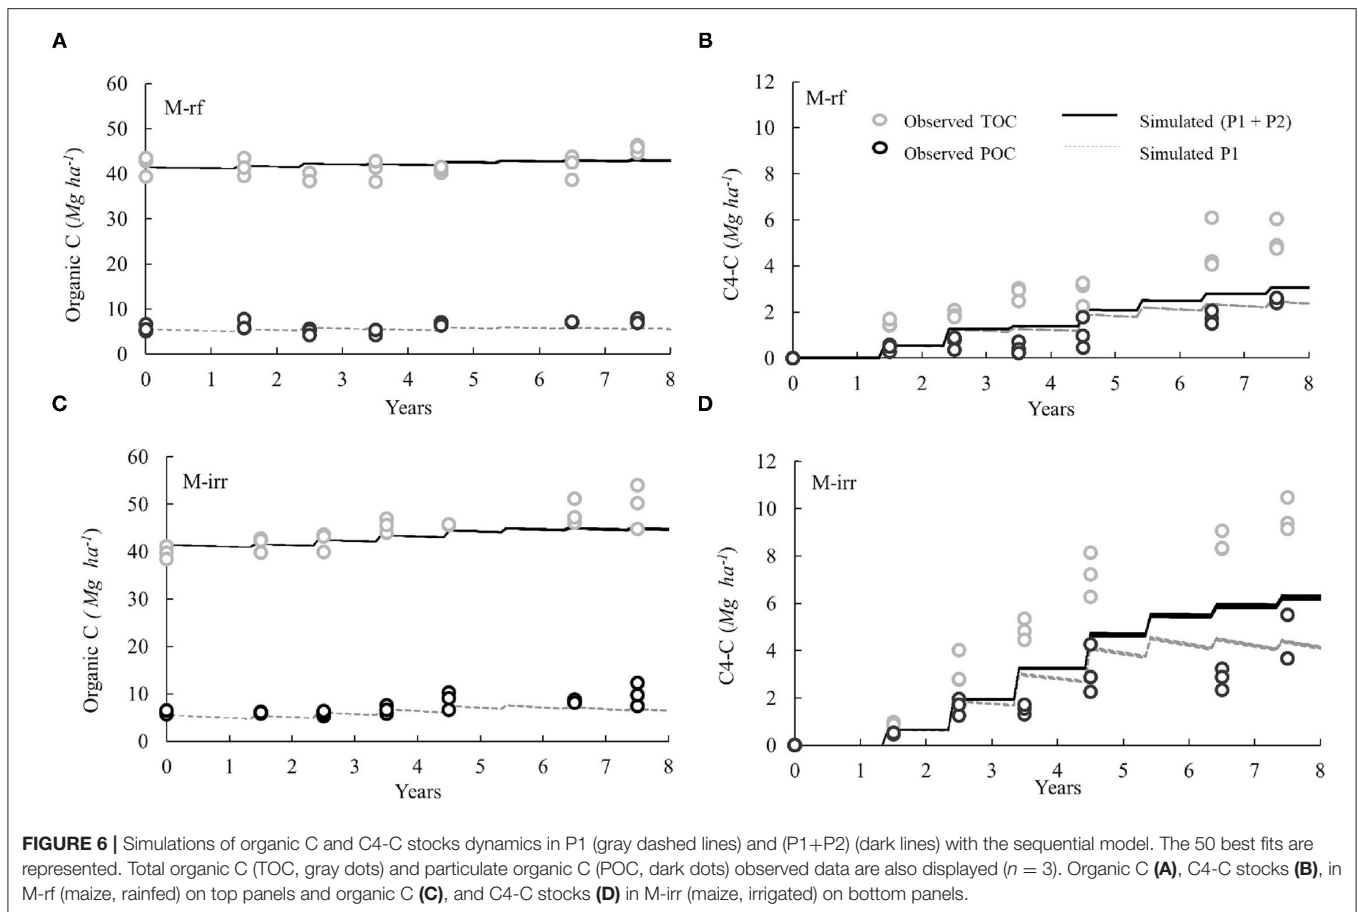 A
60
M-rf
50
40
30
20
10
0
Organic C (Mg ha-1)
0 1 2 3 4 5 6 7 8
Years
B
12
M-rf
10
8
6
4
2
0
C4-C (Mg ha-1)
Observed TOC
Simulated (P1 + P2)
Observed POC
Simulated P1
0 1 2 3 4 5 6 7 8
Years
C
60
M-irr
50
40
30
20
10
0
Organic C ( Mg ha-1)
0 1 2 3 4 5 6 7 8
Years
D
12
M-irr
10
8
6
4
2
0
C4-C (Mg ha-1)
0 1 2 3 4 5 6 7 8
Years
FIGURE 6 | Simulations of organic C and C4-C stocks dynamics in P1 (gray dashed lines) and (P1+P2) (dark lines) with the sequential model. The 50 best fits are
represented. Total organic C (TOC, gray dots) and particulate organic C (POC, dark dots) observed data are also displayed (n = 3). Organic C (A), C4-C stocks (B), in
M-rf (maize, rainfed) on top panels and organic C (C), and C4-C stocks (D) in M-irr (maize, irrigated) on bottom panels.